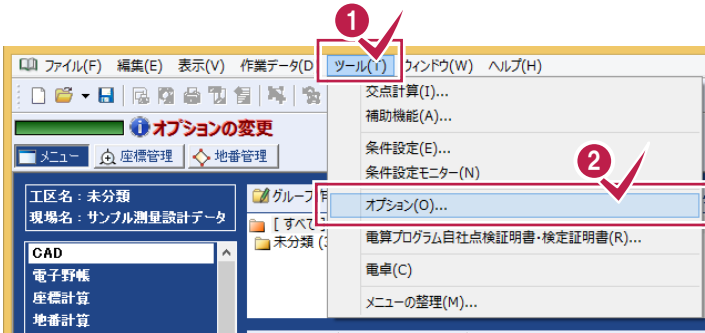 1
ファイル(F) 編集(E) 表示(V) 作業データ(D ツール(T) ウィンドウ(W) ヘルプ(H)
オプションの変更
メニュー 座標管理 地番管理
交点計算(I)...
補助機能(A)...
条件設定(E)...
条件設定モニター(N)
2
オプション(O)...
電算プログラム自社点検証明書・検定証明書(R)...
電卓(C)
メニューの整理(M)...
工区名：未分類
現場名：サンプル測量設計データ
グループ
[すべて
未分類 (
CAD
電子野帳
座標計算
地番計算